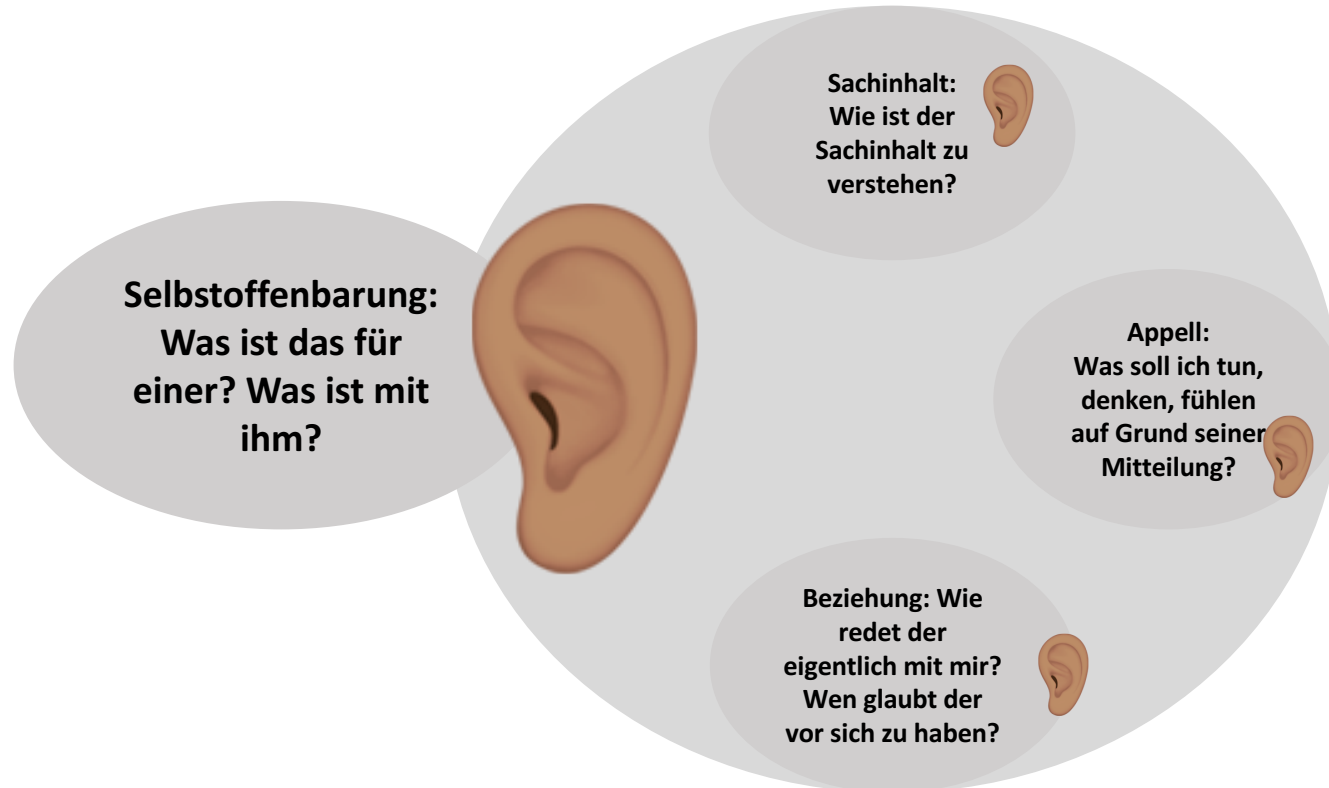 Sachinhalt:
Wie ist der
Sachinhalt zu
verstehen?
Selbstoffenbarung:
Was ist das für
einer? Was ist mit
ihm?
Appell:
Was soll ich tun,
denken, fühlen
auf Grund seiner
Mitteilung?
Beziehung: Wie
redet der
eigentlich mit mir?
Wen glaubt der
vor sich zu haben?